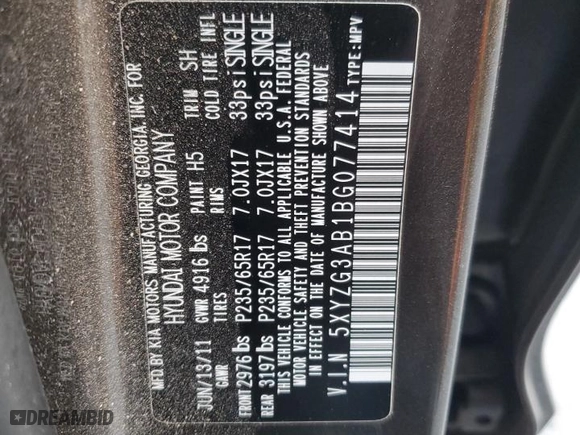 MFD. BY KIA MOTORS MANUFACTURING GEORGIA, INC. FOR
HYUNDAI MOTOR COMPANY
JUN/13/11 GVWR 4916 lbs PAINT H5 TRIM SH
GAWR TIRES RIMS COLD TIRE INFL
FRONT 2976 lbs P235/65R17 7.0JX17 33psi SINGLE
REAR 3197 lbs P235/65R17 7.0JX17 33psi SINGLE
THIS VEHICLE CONFORMS TO ALL APPLICABLE U.S.A. FEDERAL
MOTOR VEHICLE SAFETY AND THEFT PREVENTION STANDARDS
IN EFFECT ON THE DATE OF MANUFACTURE SHOWN ABOVE
V.I.N 5XYZG3AB1BG077414
TYPE:MPV
DREAM BID COMPANY